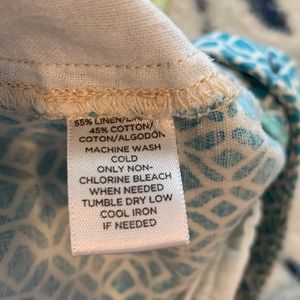 55% LINEN/LIN/
45% COTTON/
COTON/ALGODON
MACHINE WASH
COLD
ONLY NON-
CHLORINE BLEACH
WHEN NEEDED
TUMBLE DRY LOW
COOL IRON
IF NEEDED